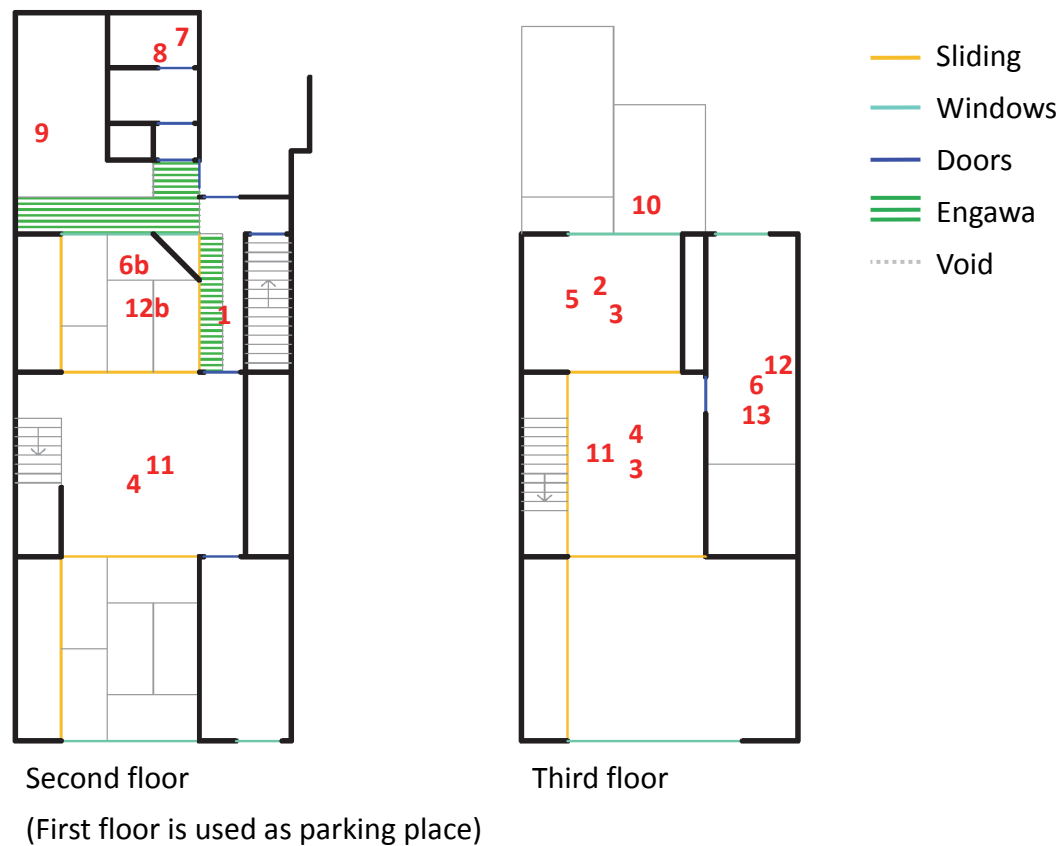 7
8
9
6b
12b
1
11
4
10
2
5
3
12
6
13
4
11
3
Sliding
Windows
Doors
Engawa
Void
Second floor
Third floor
(First floor is used as parking place)